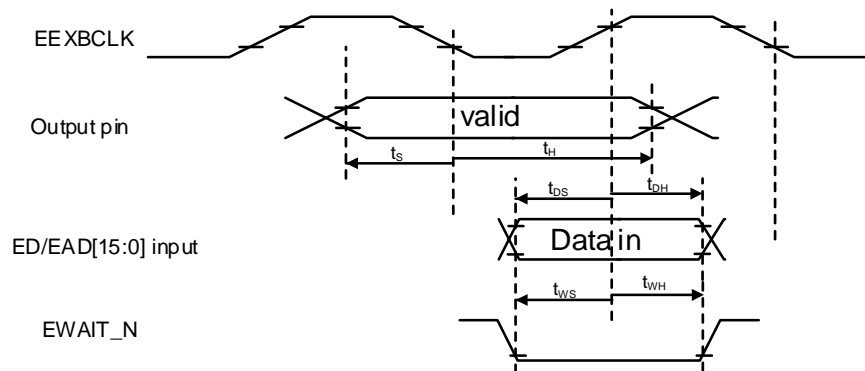 EEXBCLK
Output pin
valid
tS
tH
tDS
tDH
ED/EAD[15:0] input
Data in
tWS
tWH
EWAIT_N